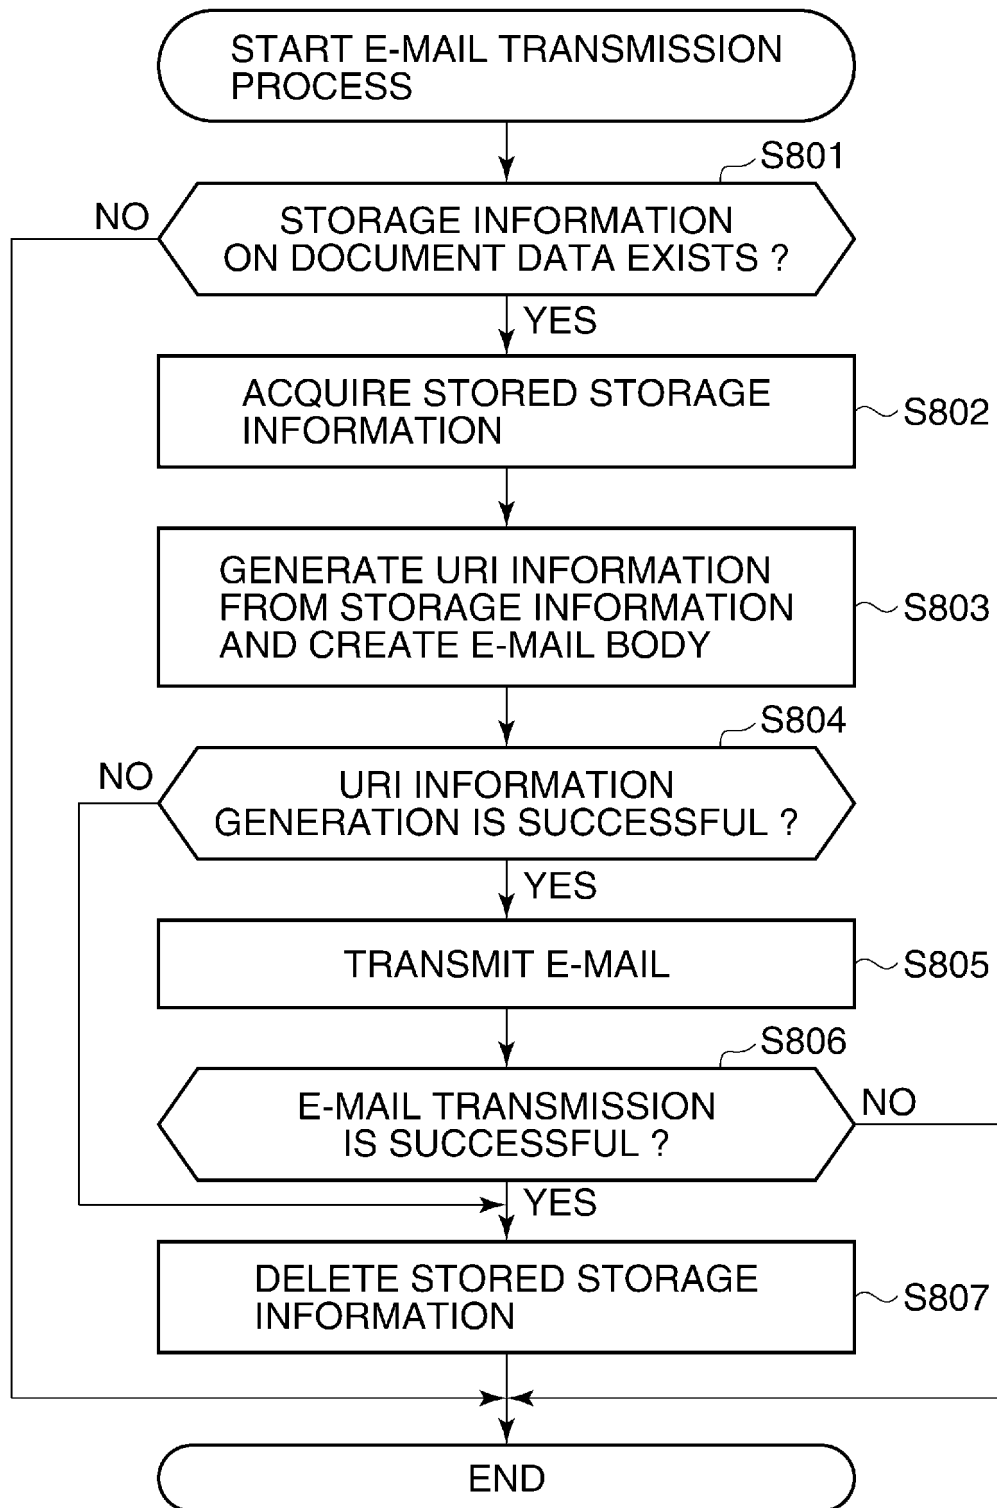 START E-MAIL TRANSMISSION
PROCESS
S801
NO
STORAGE INFORMATION
ON DOCUMENT DATA EXISTS ?
YES
ACQUIRE STORED STORAGE
INFORMATION
S802
GENERATE URI INFORMATION
FROM STORAGE INFORMATION
AND CREATE E-MAIL BODY
S803
S804
NO
URI INFORMATION
GENERATION IS SUCCESSFUL ?
YES
TRANSMIT E-MAIL
S805
S806
E-MAIL TRANSMISSION
IS SUCCESSFUL ?
NO
YES
DELETE STORED STORAGE
INFORMATION
S807
END